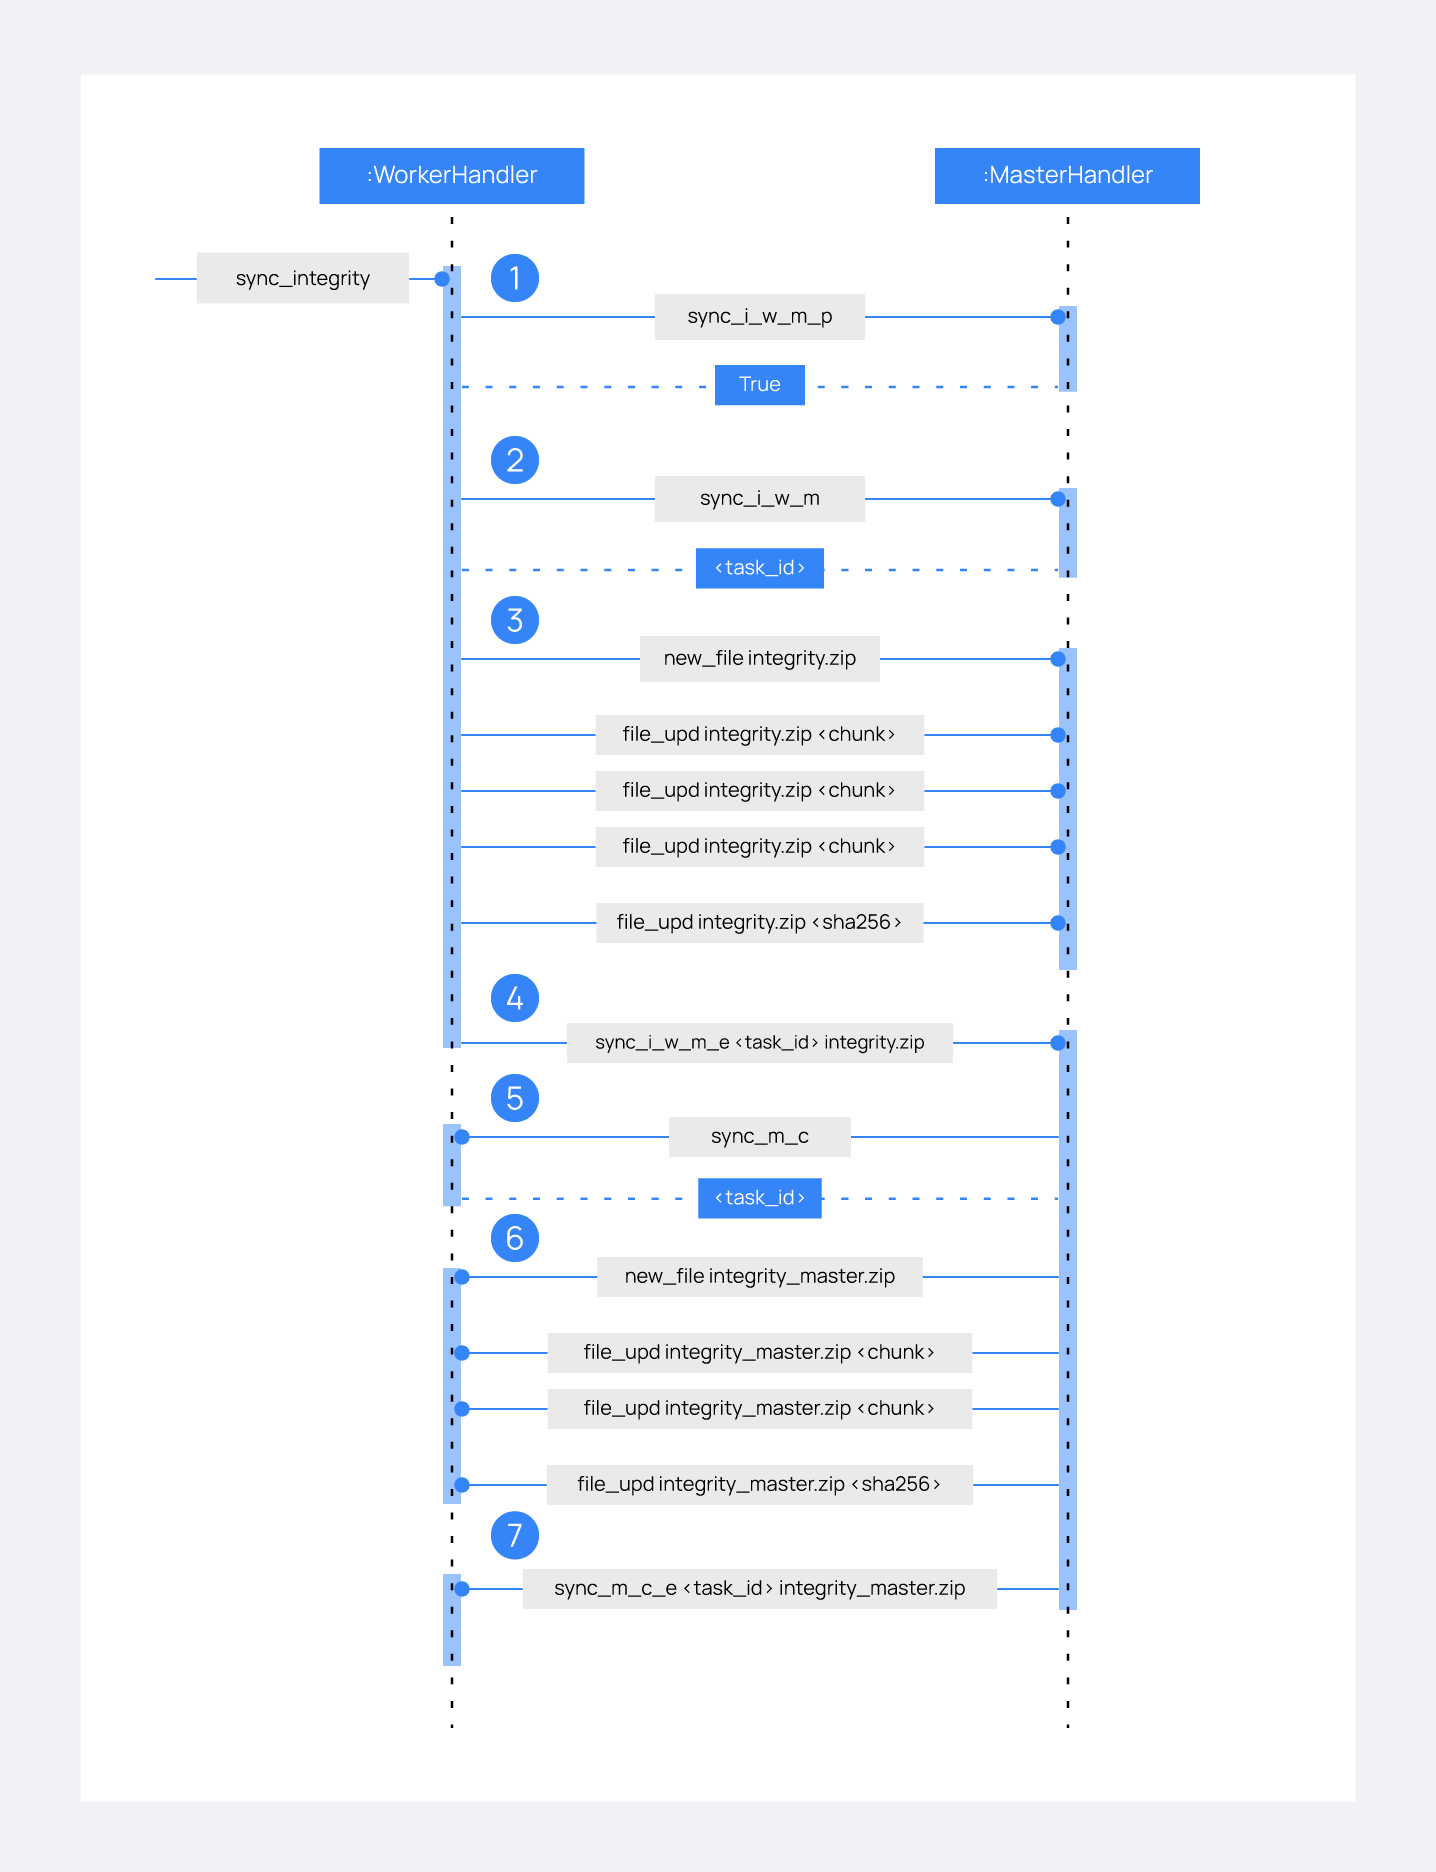 :WorkerHandler
:MasterHandler
sync_integrity
1
sync_i_w_m_p
True
2
sync_i_w_m
<task_id>
3
new_file integrity.zip
file_upd integrity.zip <chunk>
file_upd integrity.zip <chunk>
file_upd integrity.zip <chunk>
file_upd integrity.zip <sha256>
4
sync_i_w_m_e <task_id> integrity.zip
5
sync_m_c
<task_id>
6
new_file integrity_master.zip
file_upd integrity_master.zip <chunk>
file_upd integrity_master.zip <chunk>
file_upd integrity_master.zip <sha256>
7
sync_m_c_e <task_id> integrity_master.zip